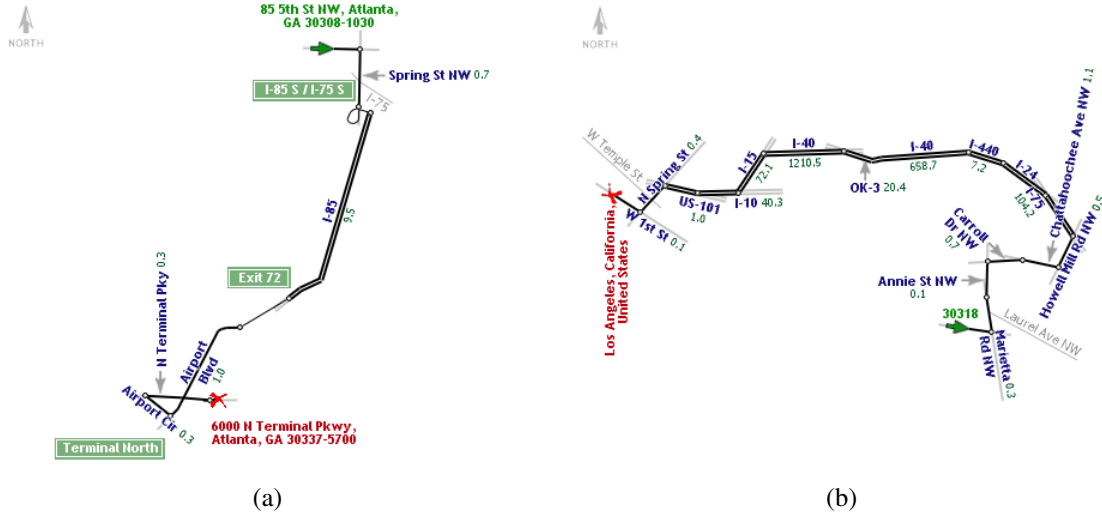 NORTH
85 5th St NW, Atlanta,
GA 30308-1030
Spring St NW 0.7
I-85 S / I-75 S
I-75
I-85
9.5
Exit 72
N Terminal Pky 0.3
Airport
Blvd
1.0
Airport Cir 0.3
6000 N Terminal Pkwy,
Atlanta, GA 30337-5700
Terminal North
(a)
NORTH
W Temple St
N Spring St 0.4
I-15
72.1
I-40
1210.5
I-40
658.7
I-440
7.2
I-24
104.2
I-75
Chattahoochee Ave NW 1.1
OK-3 20.4
US-101
1.0
I-10 40.3
W 1st St 0.1
Los Angeles, California,
United States
Carroll
Dr NW
0.7
Howell Mill Rd NW 0.5
Annie St NW
0.1
30318
Laurel Ave NW
Marietta
Rd NW
0.3
(b)